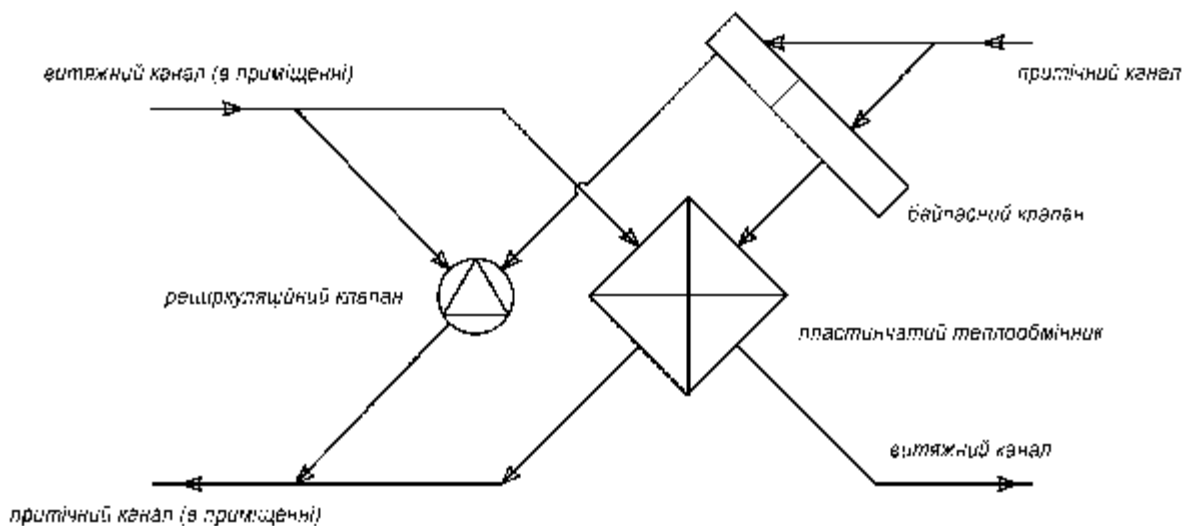 витяжний канал (в приміщенні)
притічний канал
байпасний клапан
рециркуляційний клапан
пластинчатий теплообмінник
витяжний канал
притічний канал (в приміщенні)